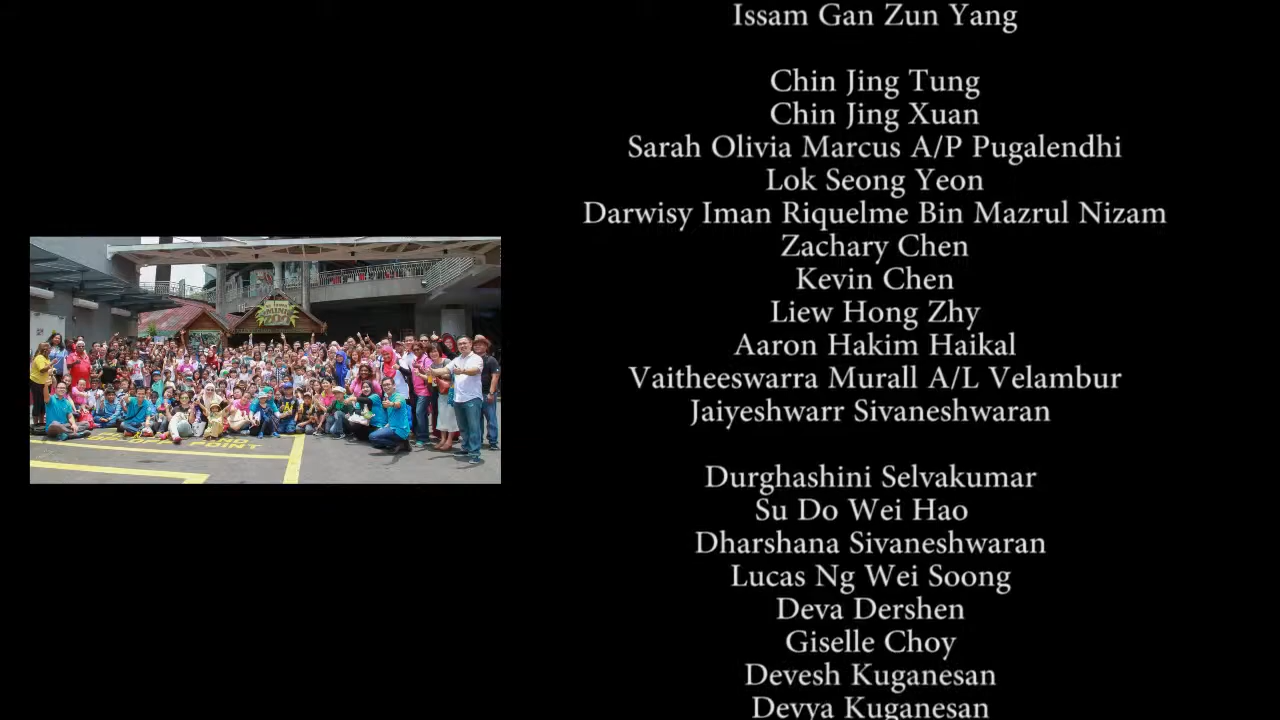 Issam Gan Zun Yang
Chin Jing Tung
Chin Jing Xuan
Sarah Olivia Marcus A/P Pugalendhi
Lok Seong Yeon
Darwisy Iman Riquelme Bin Mazrul Nizam
Zachary Chen
Kevin Chen
Liew Hong Zhy
Aaron Hakim Haikal
Vaitheeswarra Murall A/L Velambur
Jaiyeshwarr Sivaneshwaran
Durghashini Selvakumar
Su Do Wei Hao
Dharshana Sivaneshwaran
Lucas Ng Wei Soong
Deva Dershen
Giselle Choy
Devesh Kuganesan
Devya Kuganesan
MINI
ZOO
POINT